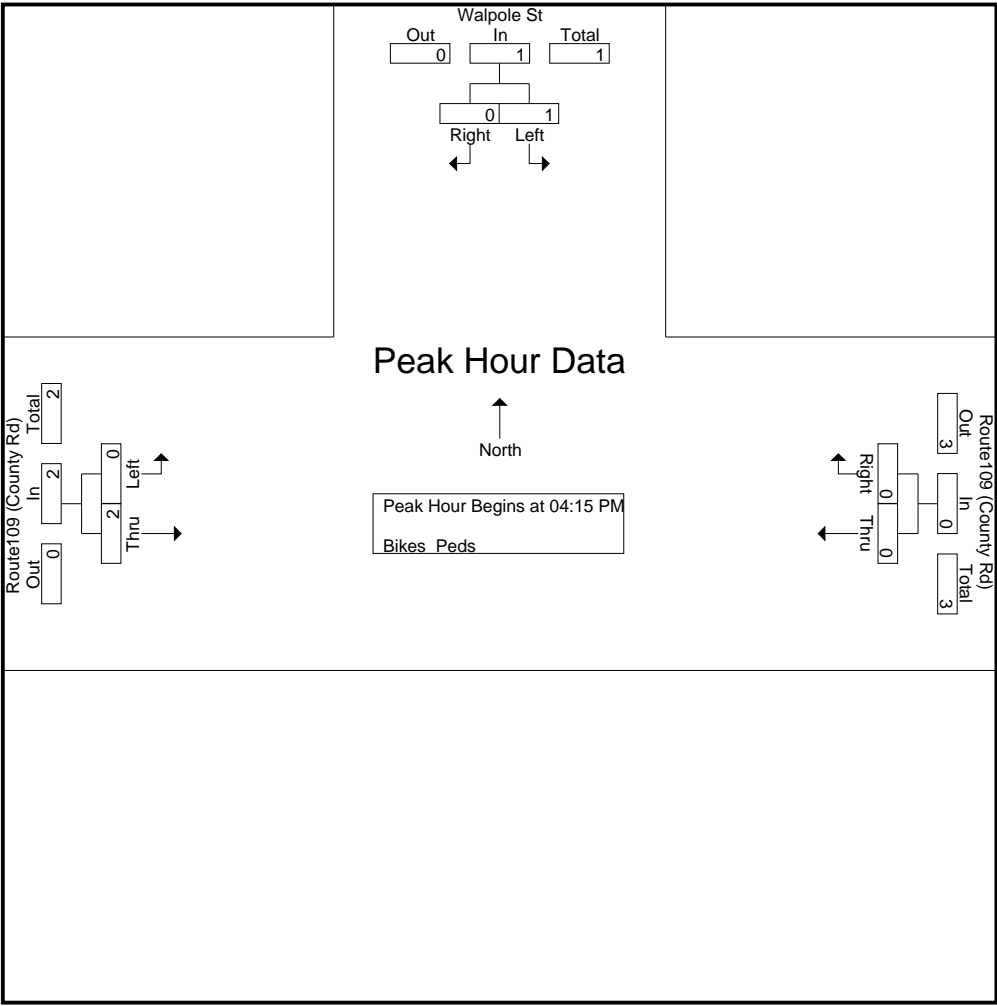 Walpole St
Out In Total
0 1 1
0 1
Right Left
Peak Hour Data
North
Peak Hour Begins at 04:15 PM
Bikes Peds
Route109 (County Rd)
Total In Out
2 2 0
0 2
Left Thru
Route109 (County Rd)
Out In Total
3 0 3
0 0
Right Thru